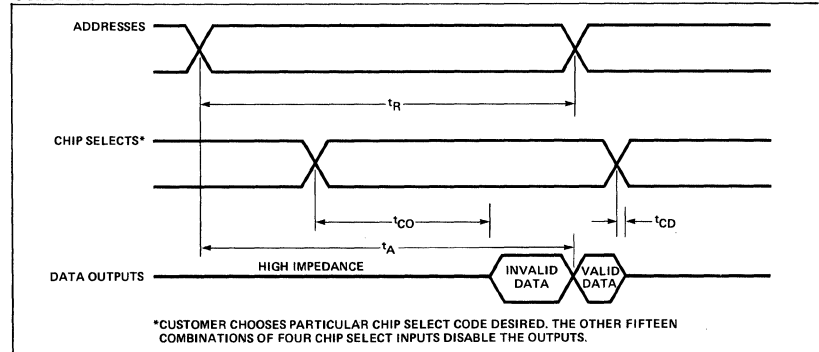 ADDRESSES
tR
CHIP SELECTS*
tCO
tCD
tA
DATA OUTPUTS
HIGH IMPEDANCE
INVALID
DATA
VALID
DATA
*CUSTOMER CHOOSES PARTICULAR CHIP SELECT CODE DESIRED. THE OTHER FIFTEEN
COMBINATIONS OF FOUR CHIP SELECT INPUTS DISABLE THE OUTPUTS.